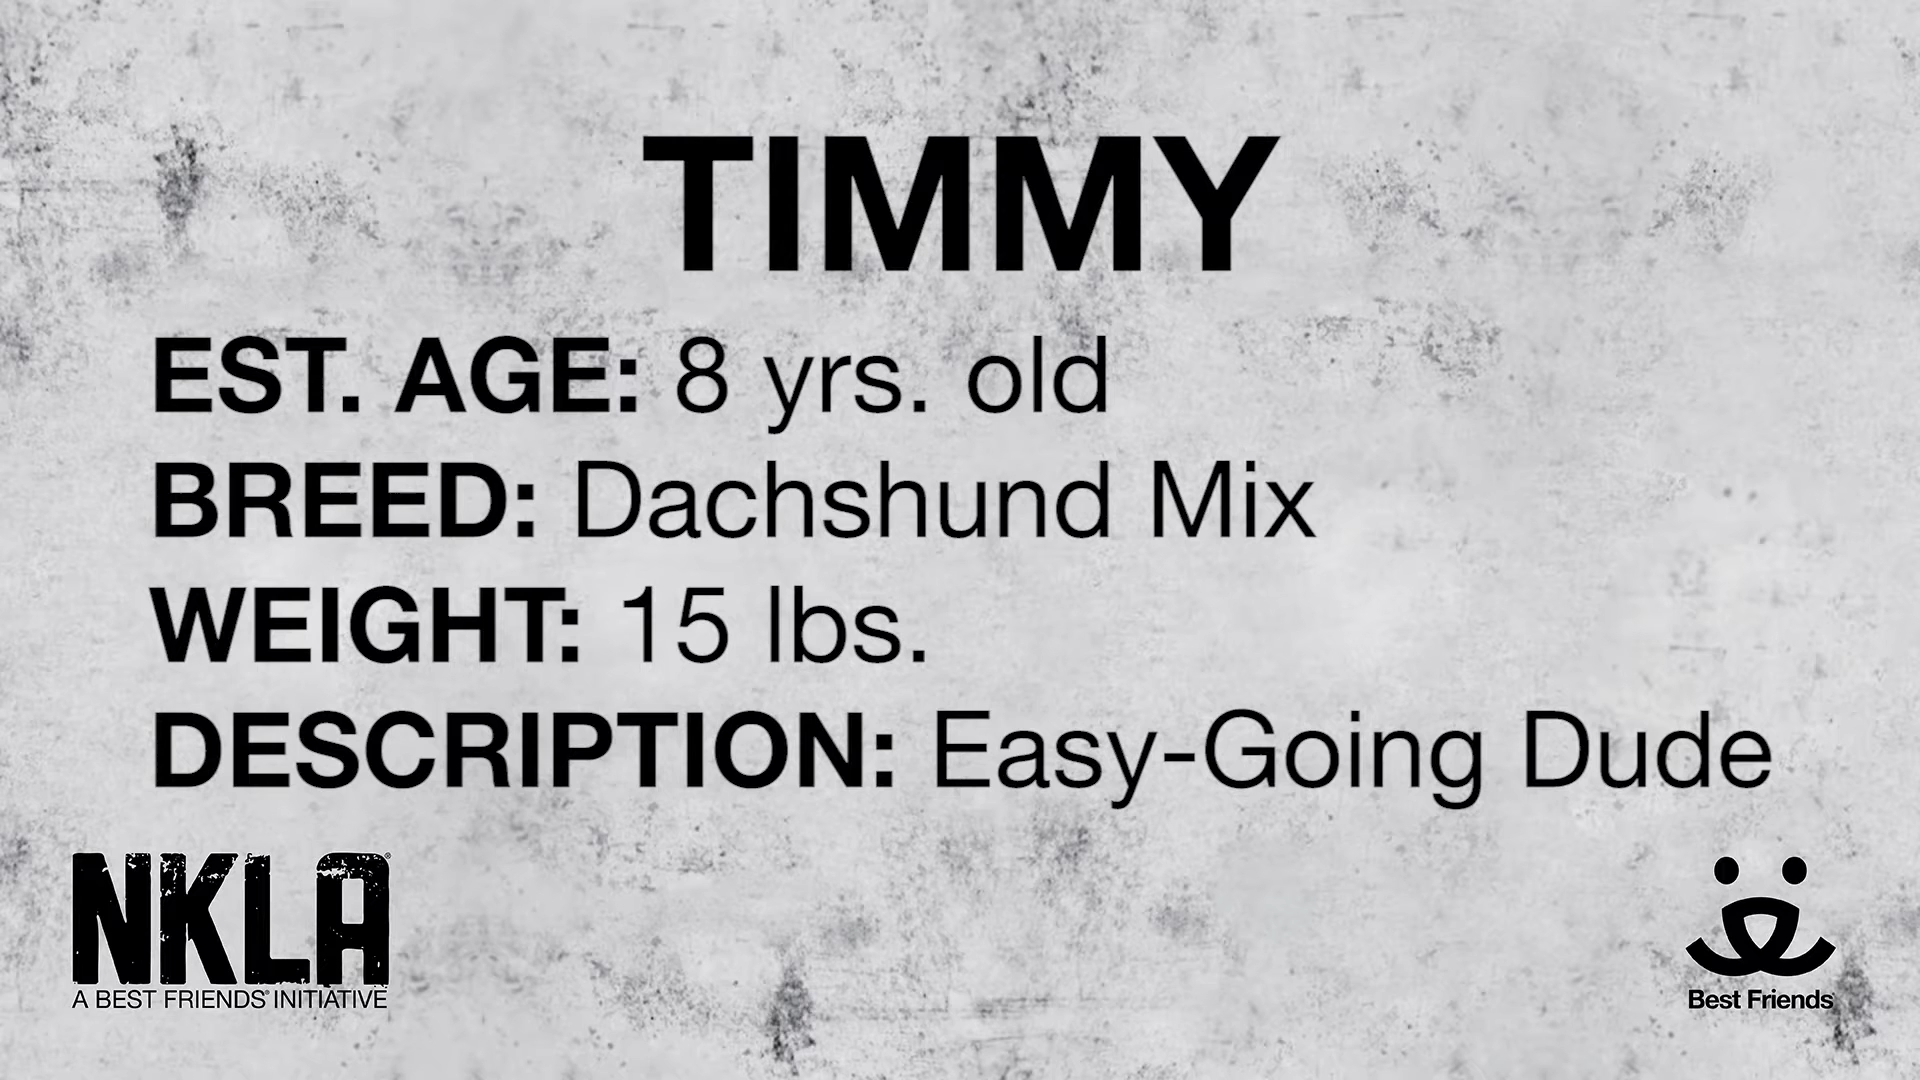 TIMMY
EST. AGE: 8 yrs. old
BREED: Dachshund Mix
WEIGHT: 15 lbs.
DESCRIPTION: Easy-Going Dude
NKLA®
A BEST FRIENDS® INITIATIVE
Best Friends